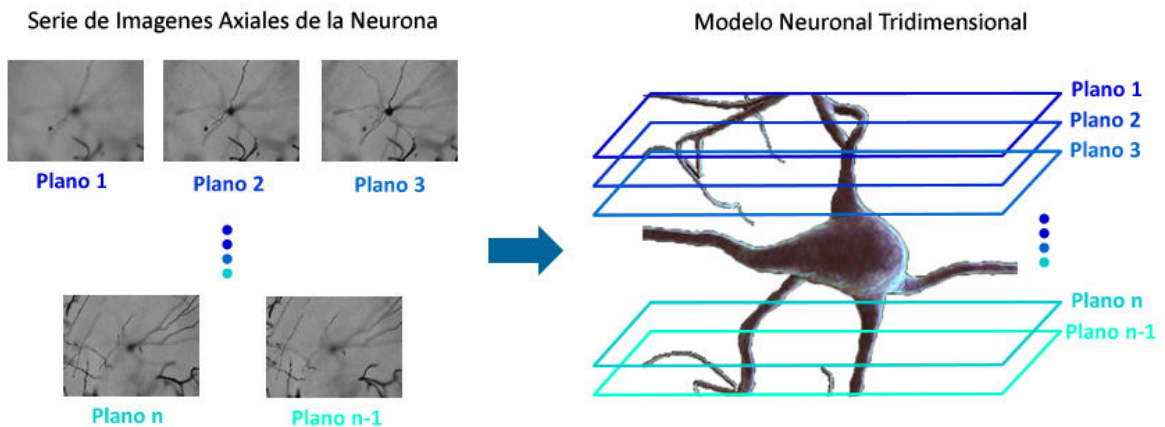 Serie de Imagenes Axiales de la Neurona
Plano 1
Plano 2
Plano 3
Plano n
Plano n-1
Modelo Neuronal Tridimensional
Plano 1
Plano 2
Plano 3
Plano n
Plano n-1